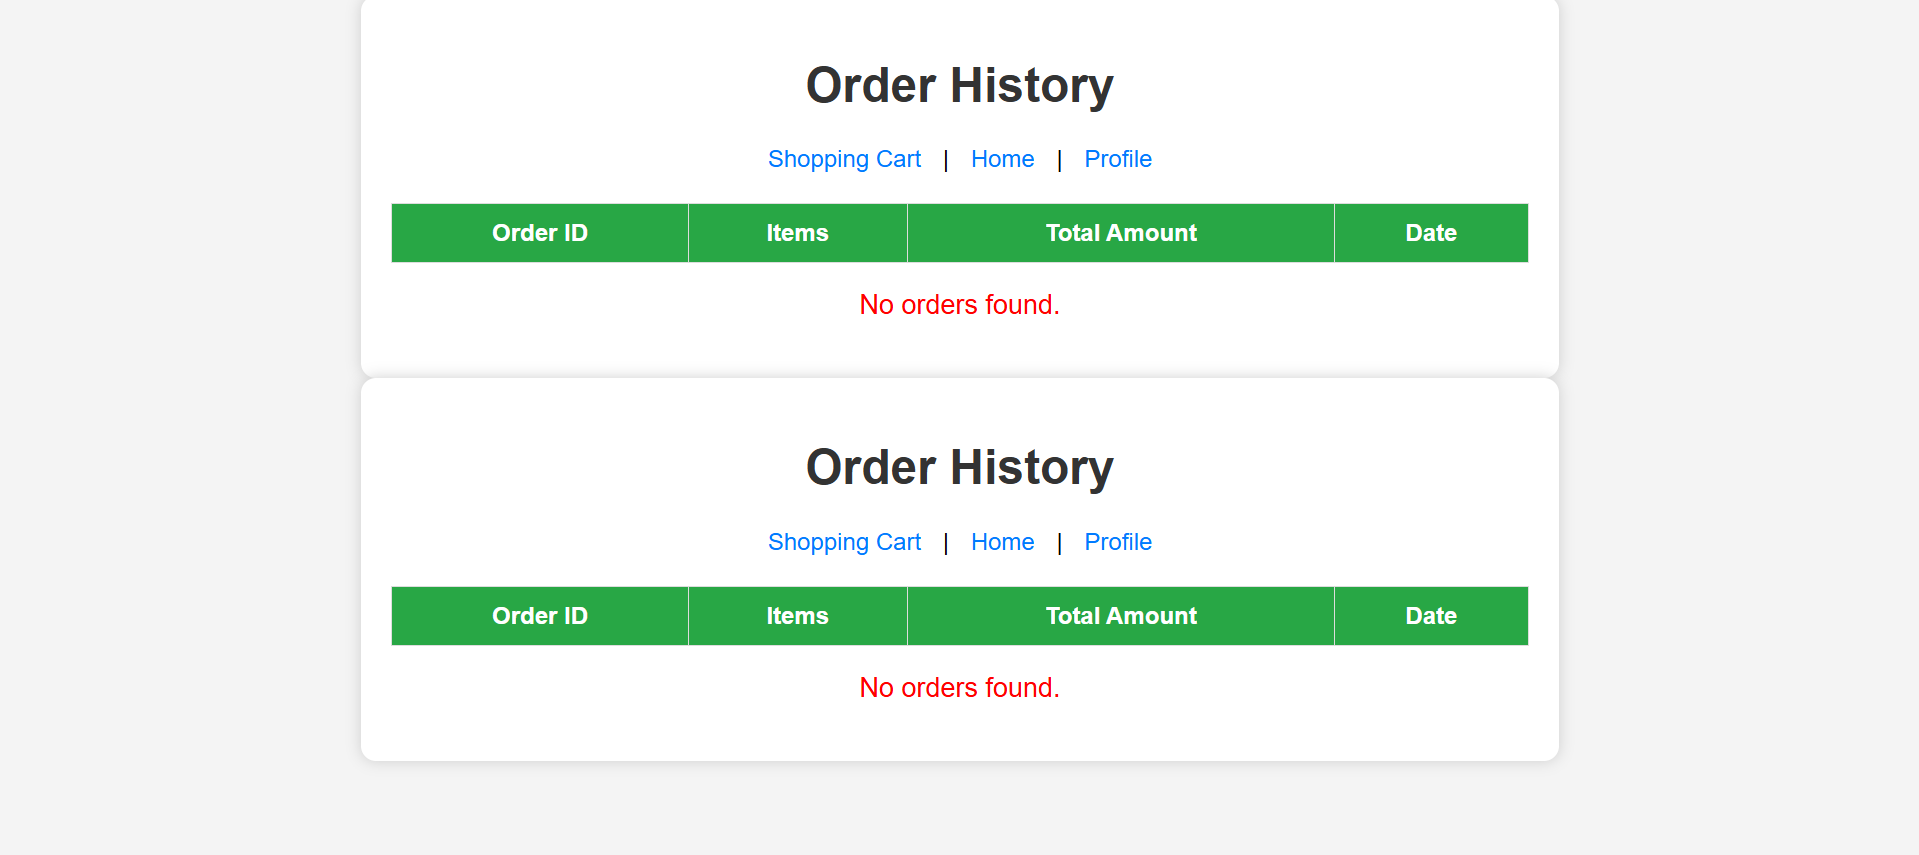 Order History
Shopping Cart | Home | Profile
Order ID Items Total Amount Date
No orders found.
Order History
Shopping Cart | Home | Profile
Order ID Items Total Amount Date
No orders found.